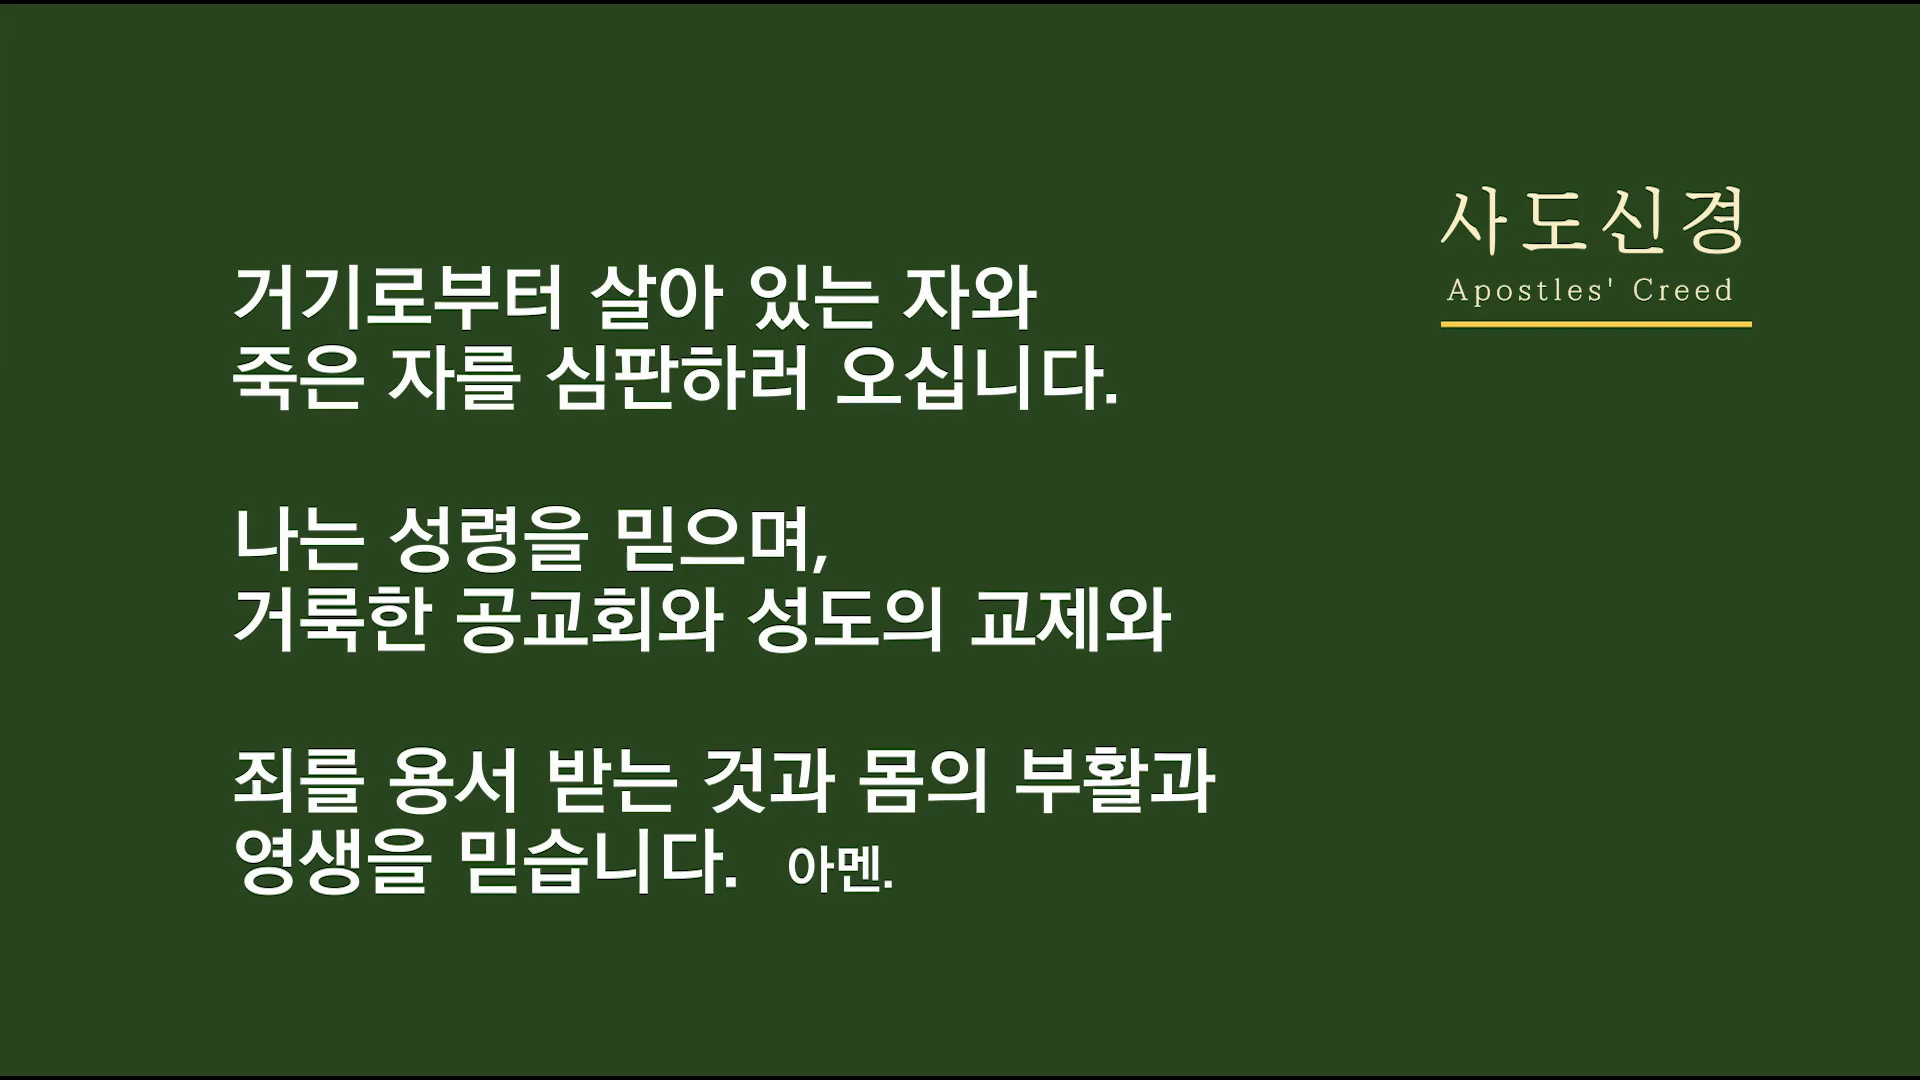 사도신경
Apostles' Creed
거기로부터 살아 있는 자와
죽은 자를 심판하러 오십니다.
나는 성령을 믿으며,
거룩한 공교회와 성도의 교제와
죄를 용서 받는 것과 몸의 부활과
영생을 믿습니다. 아멘.